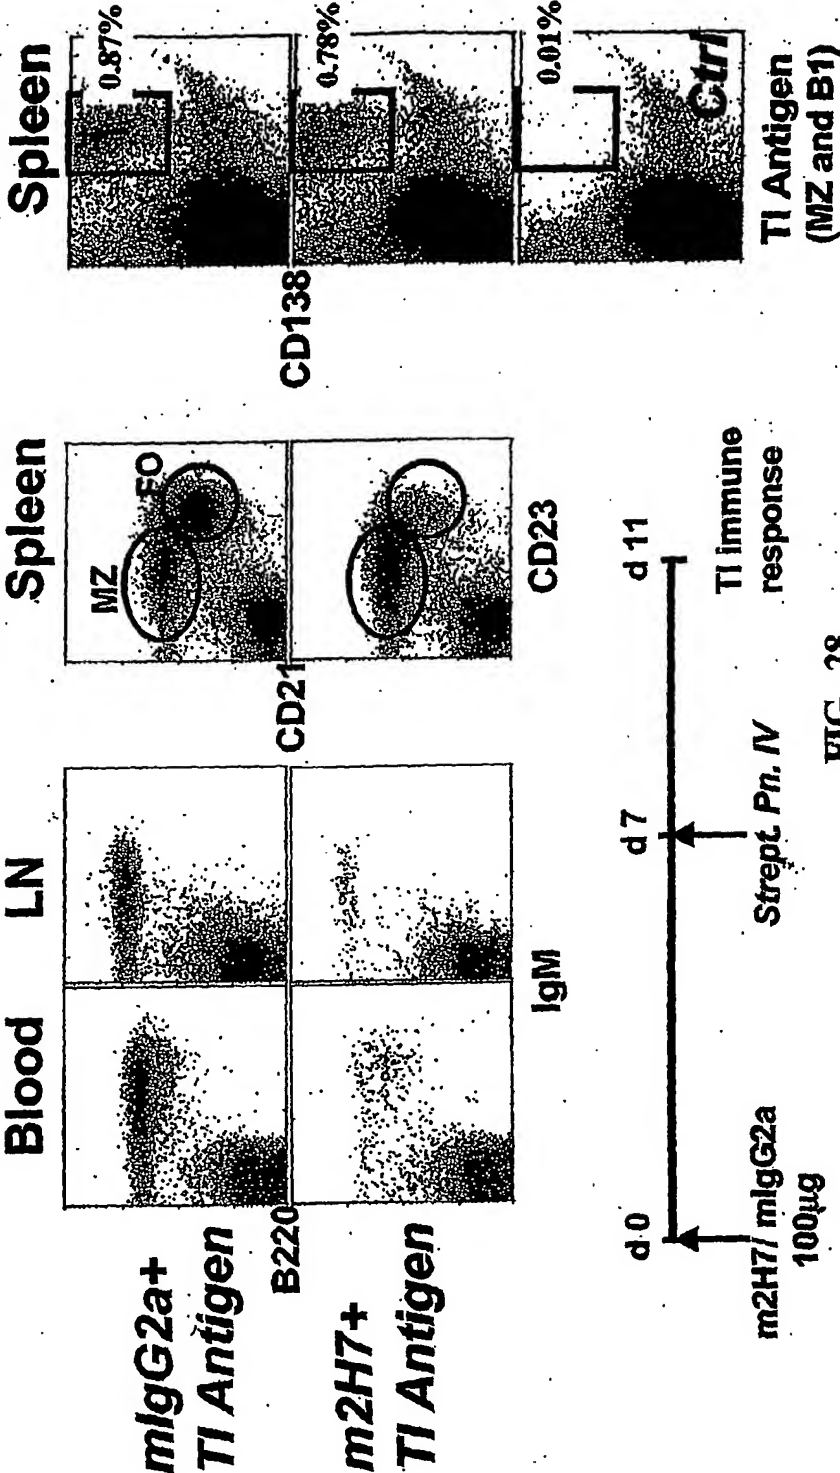 Blood
LN
Spleen
Spleen
mIgG2a+
TI Antigen
m2H7+
TI Antigen
B220
IgM
CD21
MZ
FO
CD23
CD138
0.87%
0.78%
0.01%
Ctrl
TI Antigen
(MZ and B1)
d 0
d 7
d 11
m2H7/ mIgG2a
100µg
Strept. Pn. IV
TI immune
response
FIG. 28